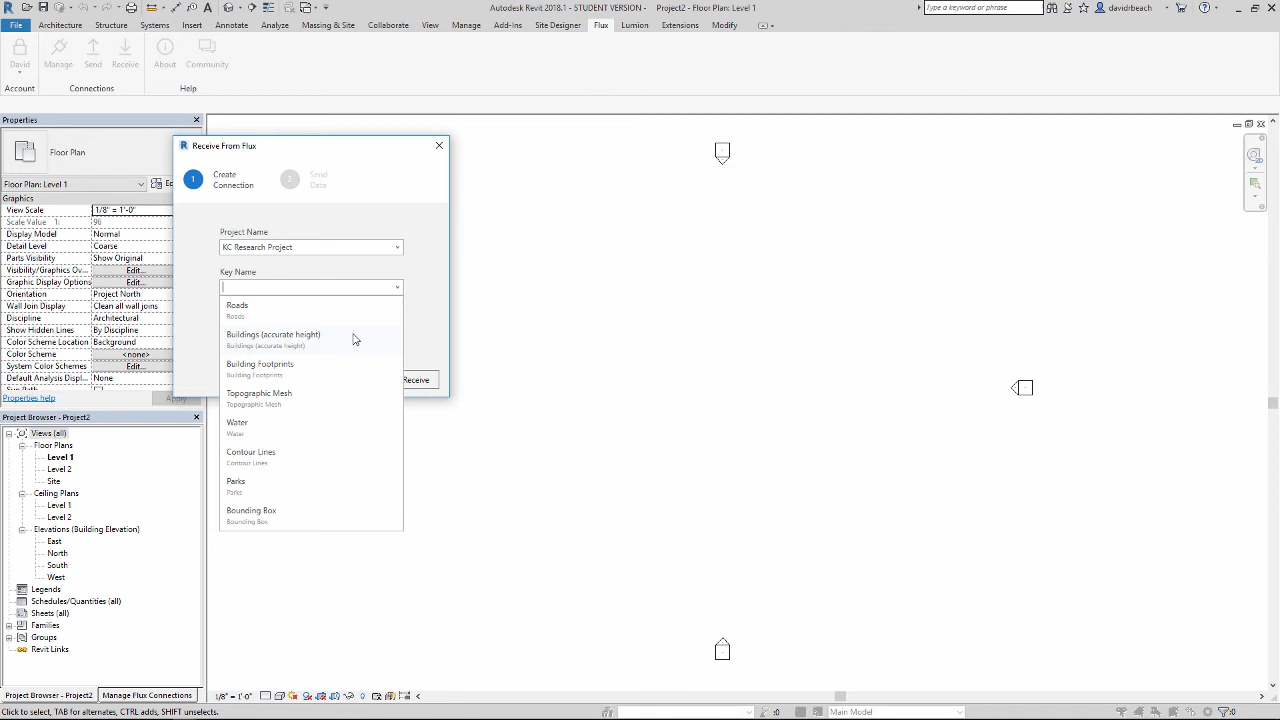 Autodesk Revit 2018.1 - STUDENT VERSION - Project2 - Floor Plan: Level 1
Type a keyword or phrase
davidbeach
File Architecture Structure Systems Insert Annotate Analyze Massing & Site Collaborate View Manage Add-Ins Site Designer Flux Lumion Extensions Modify
David Manage Send Receive About Community
Account Connections Help
Properties
Floor Plan
Floor Plan: Level 1
Graphics
View Scale 1/8" = 1'-0"
Scale Value 1: 96
Display Model Normal
Detail Level Coarse
Parts Visibility Show Original
Visibility/Graphics Ov... Edit...
Graphic Display Options Edit...
Orientation Project North
Wall Join Display Clean all wall joins
Discipline Architectural
Show Hidden Lines By Discipline
Color Scheme Location Background
Color Scheme <none>
System Color Schemes Edit...
Default Analysis Displ... None
Properties help
Apply
Project Browser - Project2
Views (all)
Floor Plans
Level 1
Level 2
Site
Ceiling Plans
Level 1
Level 2
Elevations (Building Elevation)
East
North
South
West
Legends
Schedules/Quantities (all)
Sheets (all)
Families
Groups
Revit Links
Project Browser - Project2 Manage Flux Connections
Receive From Flux
1 Create Connection
2 Send Data
Project Name
KC Research Project
Key Name
Roads
Roads
Buildings (accurate height)
Buildings (accurate height)
Building Footprints
Building Footprints
Topographic Mesh
Topographic Mesh
Water
Water
Contour Lines
Contour Lines
Parks
Parks
Bounding Box
Bounding Box
Receive
1/8" = 1'-0"
Click to select, TAB for alternates, CTRL adds, SHIFT unselects.
:0
Main Model
:0